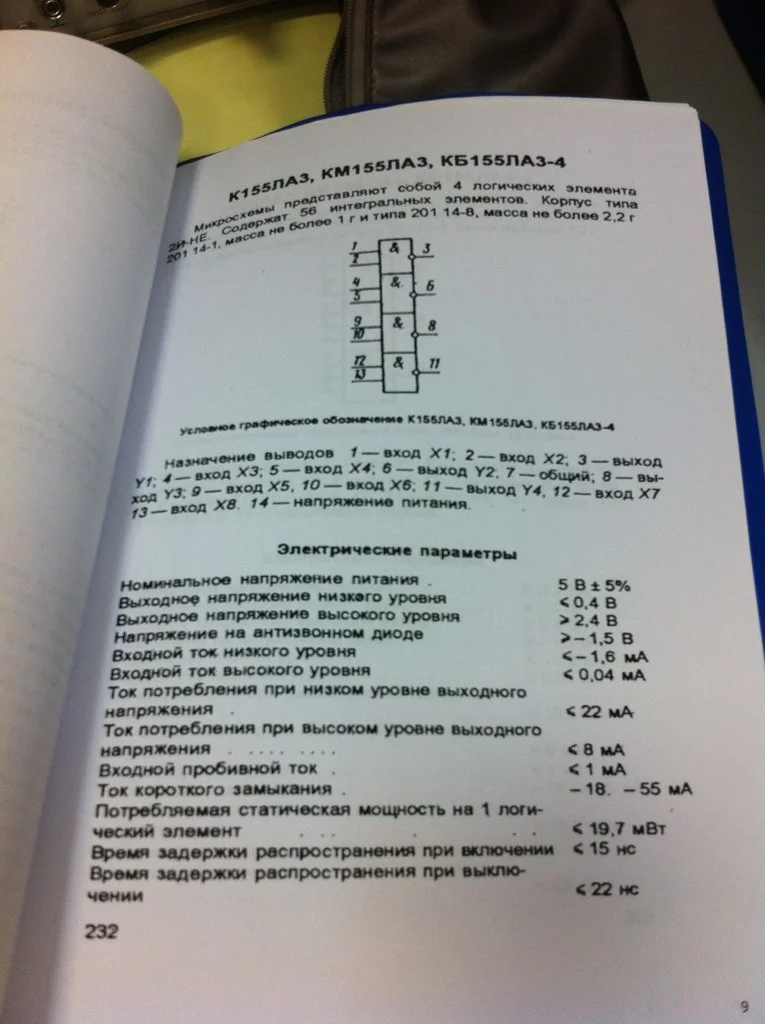 К155ЛА3, КМ155ЛА3, КБ155ЛА3-4
Микросхемы представляют собой 4 логических элемента
2И-НЕ. Содержат 56 интегральных элементов. Корпус типа
201 14-1, масса не более 1 г и типа 201 14-8, масса не более 2,2 г
1 & 3
2
4 & 6
5
9 & 8
10
12 & 11
13
Условное графическое обозначение К155ЛА3, КМ155ЛА3, КБ155ЛА3-4
Назначение выводов 1 — вход X1; 2 — вход X2; 3 — выход
Y1; 4 — вход X3; 5 — вход X4; 6 — выход Y2, 7 — общий; 8 — вы-
ход Y3; 9 — вход X5, 10 — вход X6; 11 — выход Y4, 12 — вход X7
13 — вход X8. 14 — напряжение питания.
Электрические параметры
Номинальное напряжение питания . 5 В ± 5%
Выходное напряжение низкого уровня ⩽ 0,4 В
Выходное напряжение высокого уровня ⩾ 2,4 В
Напряжение на антизвонном диоде ⩾ – 1,5 В
Входной ток низкого уровня ⩽ – 1,6 мА
Входной ток высокого уровня ⩽ 0,04 мА
Ток потребления при низком уровне выходного
напряжения . ⩽ 22 мА
Ток потребления при высоком уровне выходного
напряжения . .... .... ⩽ 8 мА
Входной пробивной ток . ⩽ 1 мА
Ток короткого замыкания . – 18. – 55 мА
Потребляемая статическая мощность на 1 логи-
ческий элемент ... . . ⩽ 19,7 мВт
Время задержки распространения при включении ⩽ 15 нс
Время задержки распространения при выклю-
чении ⩽ 22 нс
232
9